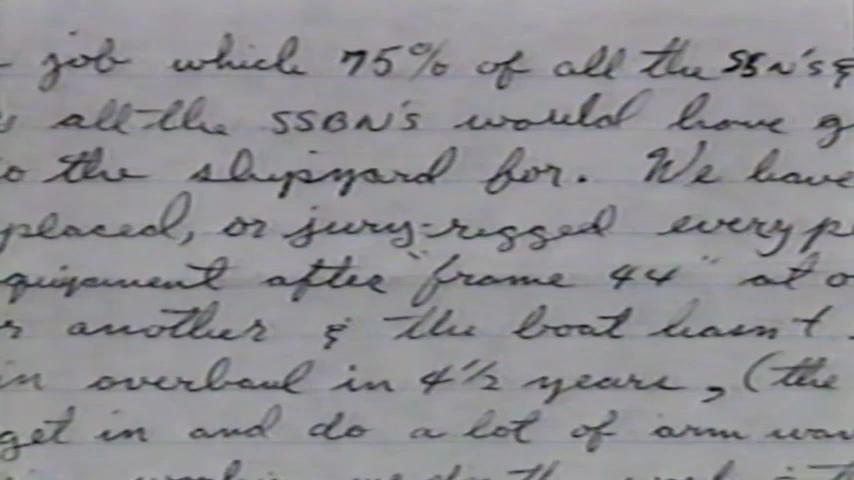 job which 75% of all the SSN's &
all the SSBN's would have g
o the shipyard for. We have
placed, or jury-rigged every p
quipment after "frame 44" at o
r another & the boat hasn't
in overhaul in 4½ years, (the
get in and do a lot of arm wav